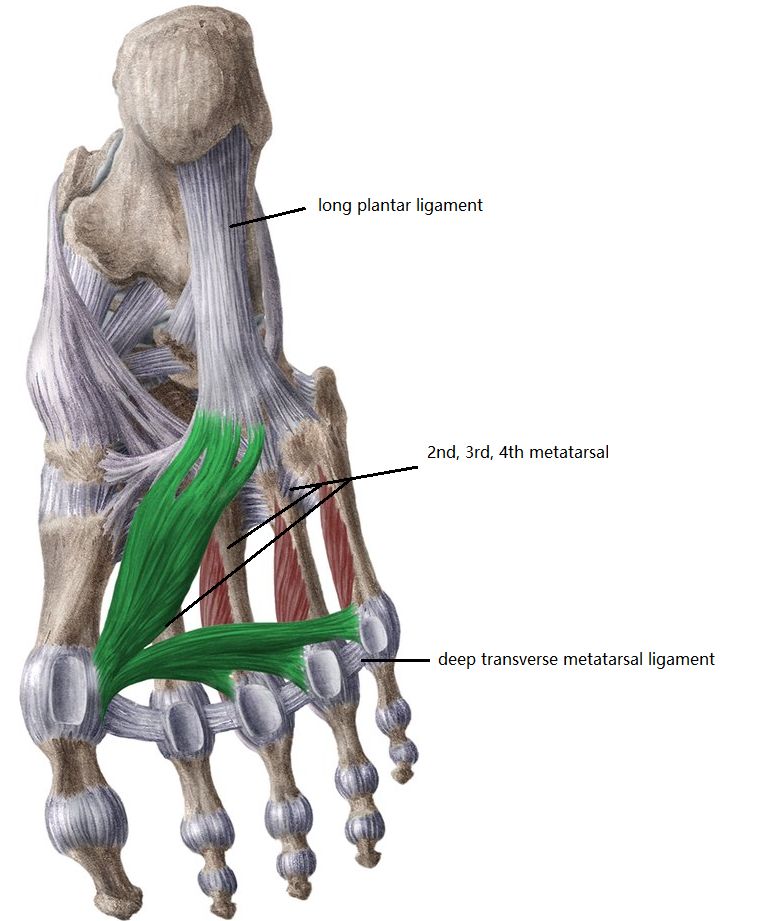 long plantar ligament
2nd, 3rd, 4th metatarsal
deep transverse metatarsal ligament